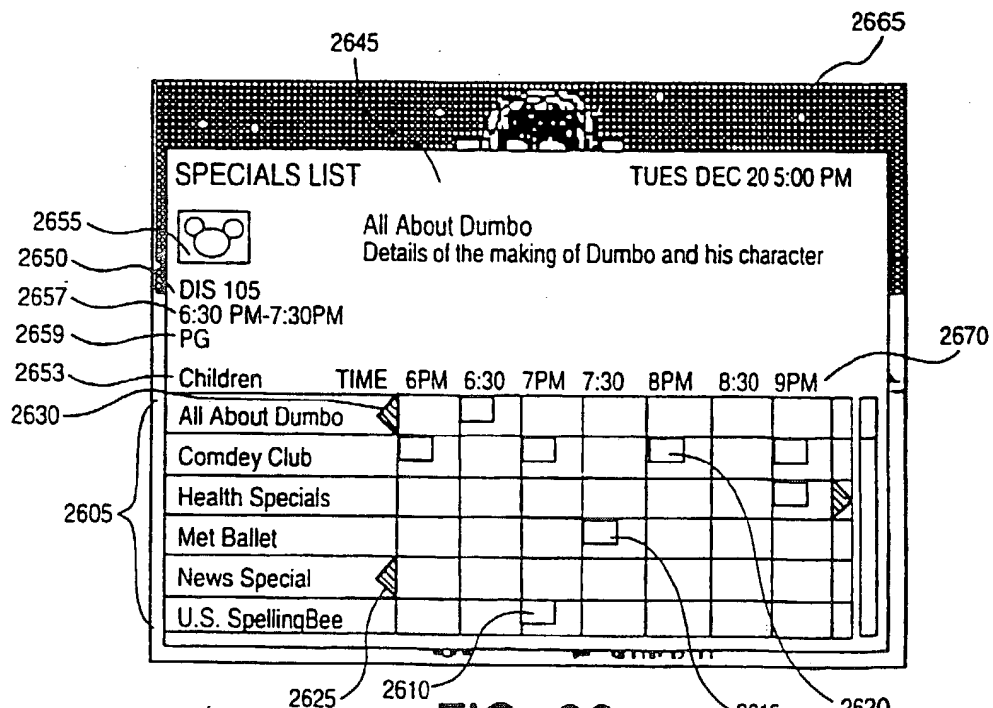 2645
2665
SPECIALS LIST TUES DEC 20 5:00 PM
2655
All About Dumbo
Details of the making of Dumbo and his character
2650
DIS 105
2657
6:30 PM-7:30PM
2659
PG
2670
2653
Children TIME 6PM 6:30 7PM 7:30 8PM 8:30 9PM
2630
All About Dumbo
Comdey Club
2605
Health Specials
Met Ballet
News Special
U.S. SpellingBee
2625
2610
2620